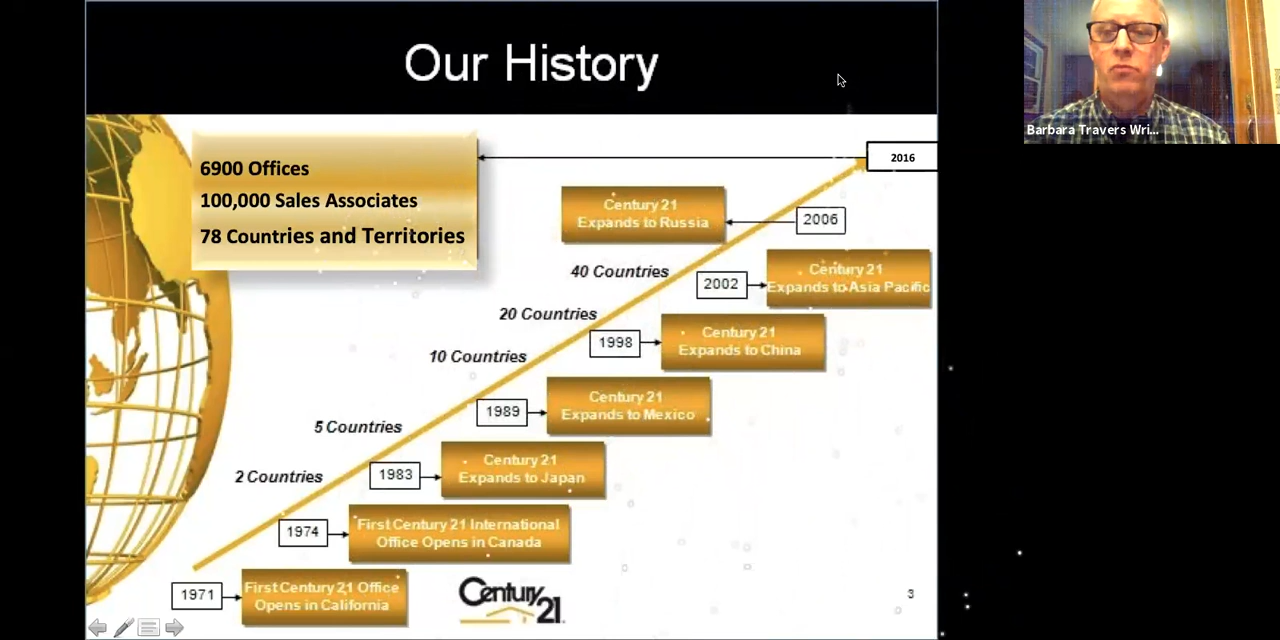 Our History
6900 Offices
100,000 Sales Associates
78 Countries and Territories
2016
Century 21
Expands to Russia
2006
40 Countries
2002
Century 21
Expands to Asia Pacific
20 Countries
1998
Century 21
Expands to China
10 Countries
1989
Century 21
Expands to Mexico
5 Countries
1983
Century 21
Expands to Japan
2 Countries
1974
First Century 21 International
Office Opens in Canada
1971
First Century 21 Office
Opens in California
Century
21
3
Barbara Travers Wri...